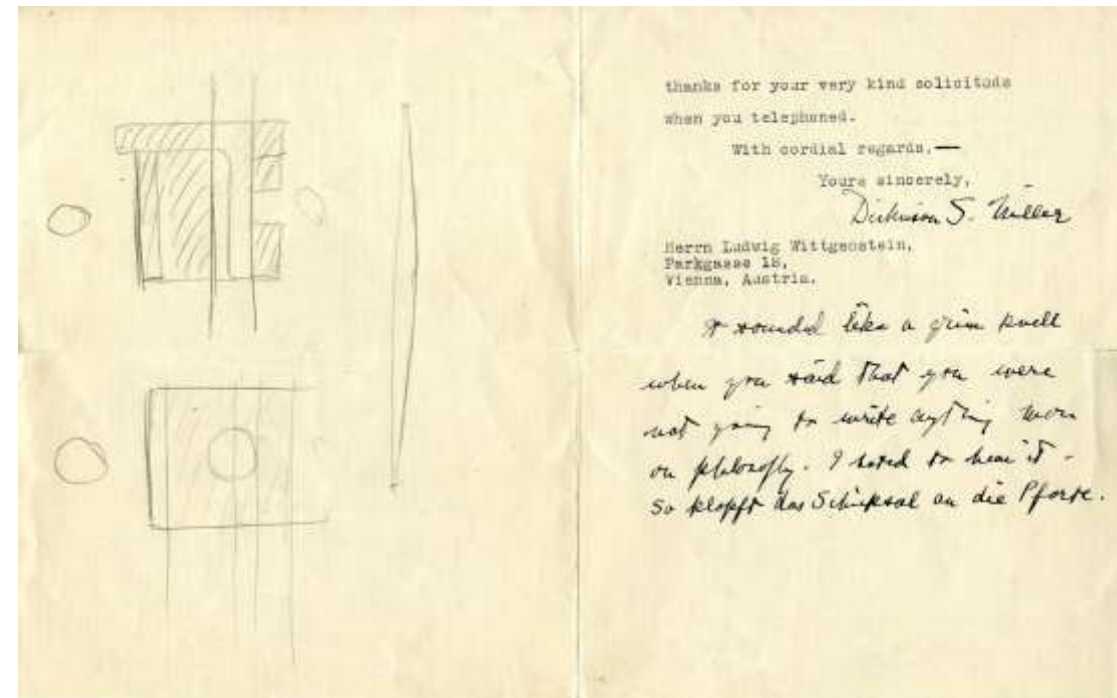 thanks for your very kind solicitude
when you telephoned.
With cordial regards,—
Yours sincerely,
Dickinson S. Miller
Herrn Ludwig Wittgenstein,
Parkgasse 18,
Vienna, Austria.
It sounded like a grim knell
when you said that you were
not going to write anything more
on philosophy. I hated to hear it -
So klopft das Schicksal an die Pforte.